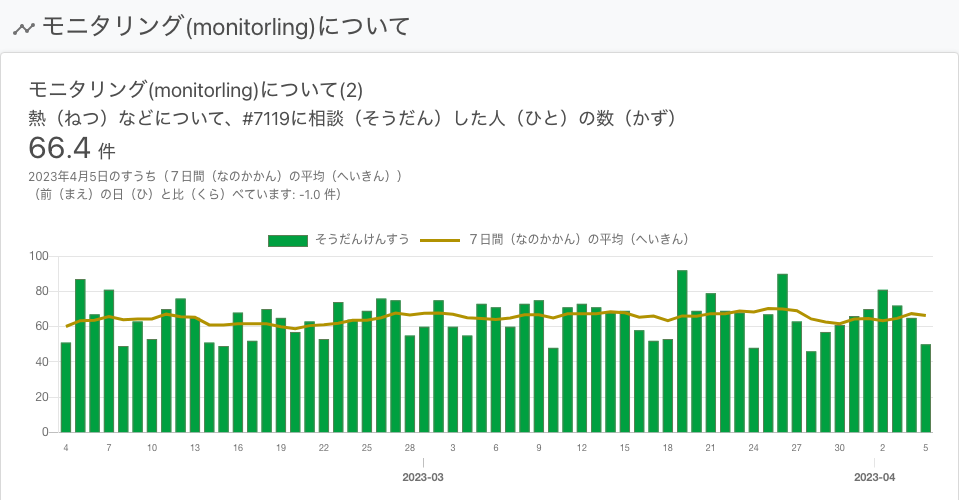 モニタリング(monitorling)について
モニタリング(monitorling)について(2)
熱（ねつ）などについて、#7119に相談（そうだん）した人（ひと）の数（かず）
66.4 件
2023年4月5日のすうち（７日間（なのかかん）の平均（へいきん））
（前（まえ）の日（ひ）と比（くら）べています: -1.0 件）
そうだんけんすう ７日間（なのかかん）の平均（へいきん）
100
80
60
40
20
0
4 7 10 13 16 19 22 25 28 3 6 9 12 15 18 21 24 27 30 2 5
2023-03 2023-04